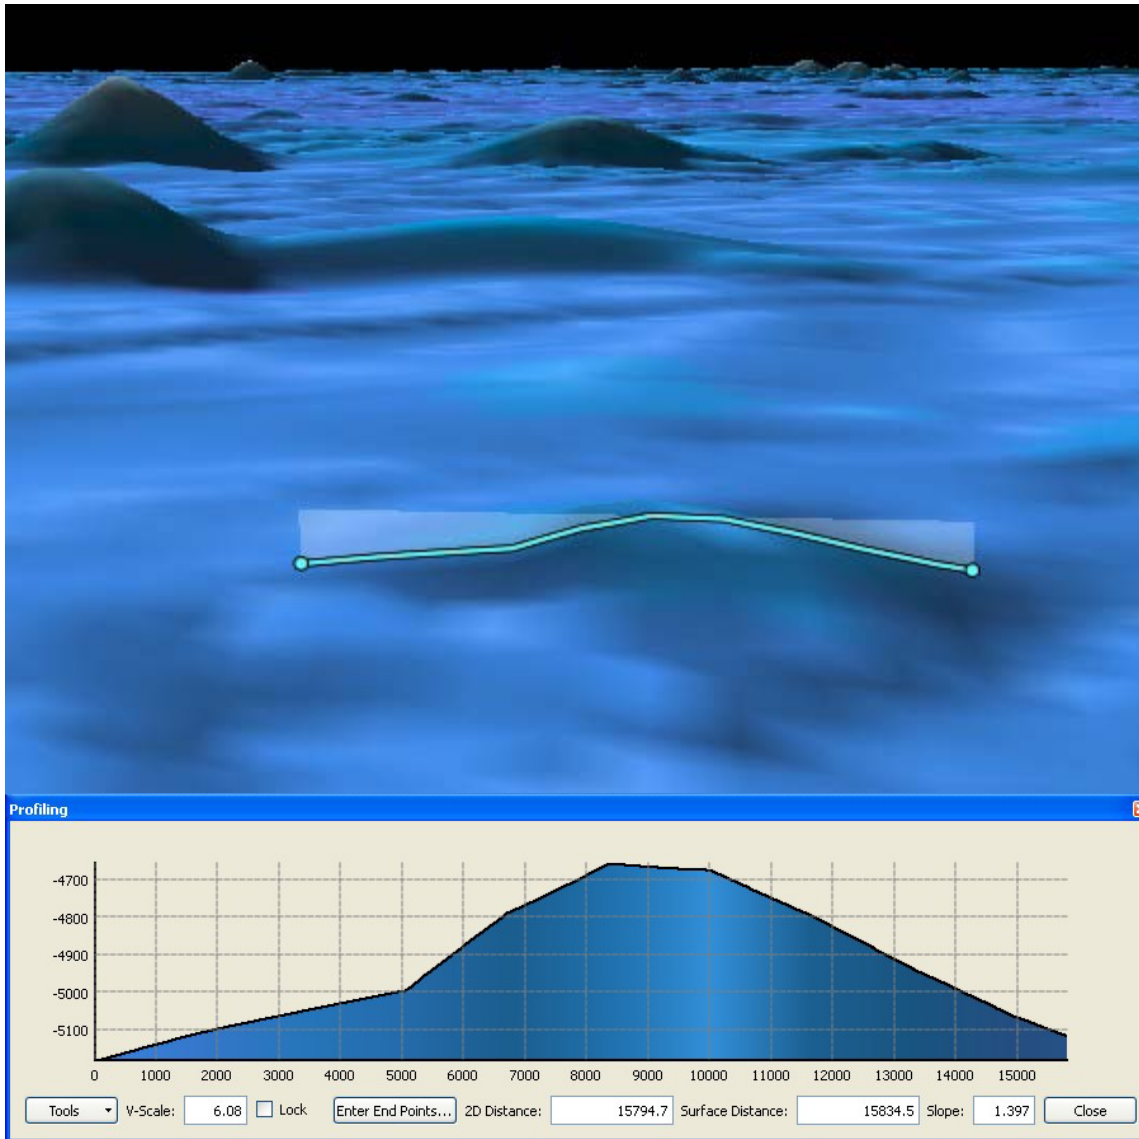 Profiling
-4700
-4800
-4900
-5000
-5100
0 1000 2000 3000 4000 5000 6000 7000 8000 9000 10000 11000 12000 13000 14000 15000
Tools V-Scale: 6.08 Lock Enter End Points... 2D Distance: 15794.7 Surface Distance: 15834.5 Slope: 1.397 Close